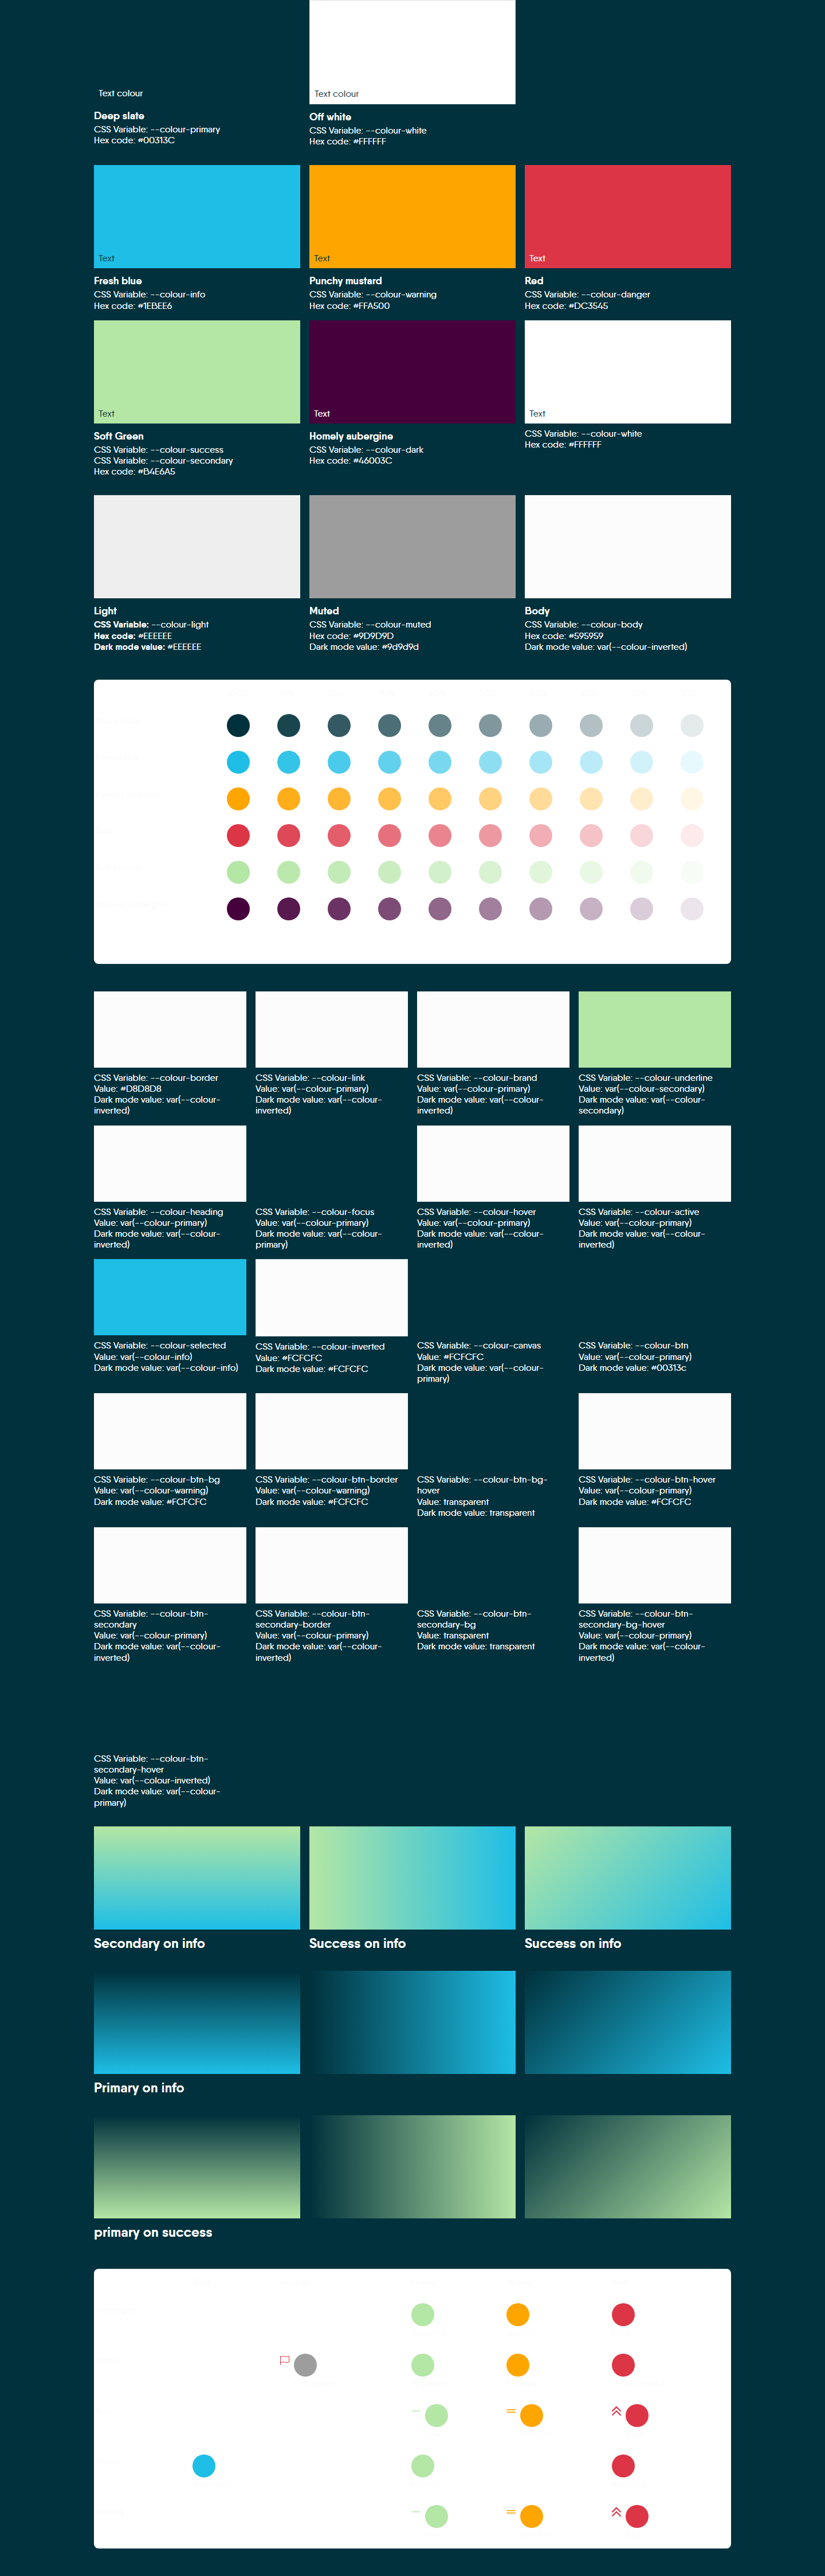 Text colour
Text colour
Deep slate
CSS Variable: --colour-primary
Hex code: #00313C
Off white
CSS Variable: --colour-white
Hex code: #FFFFFF
Text
Text
Text
Fresh blue
CSS Variable: --colour-info
Hex code: #1EBEE6
Punchy mustard
CSS Variable: --colour-warning
Hex code: #FFA500
Red
CSS Variable: --colour-danger
Hex code: #DC3545
Text
Text
Text
Soft Green
CSS Variable: --colour-success
CSS Variable: --colour-secondary
Hex code: #B4E6A5
Homely aubergine
CSS Variable: --colour-dark
Hex code: #46003C
CSS Variable: --colour-white
Hex code: #FFFFFF
Light
CSS Variable: --colour-light
Hex code: #EEEEEE
Dark mode value: #EEEEEE
Muted
CSS Variable: --colour-muted
Hex code: #9D9D9D
Dark mode value: #9d9d9d
Body
CSS Variable: --colour-body
Hex code: #595959
Dark mode value: var(--colour-inverted)
CSS Variable: --colour-border
Value: #D8D8D8
Dark mode value: var(--colour-
inverted)
CSS Variable: --colour-link
Value: var(--colour-primary)
Dark mode value: var(--colour-
inverted)
CSS Variable: --colour-brand
Value: var(--colour-primary)
Dark mode value: var(--colour-
inverted)
CSS Variable: --colour-underline
Value: var(--colour-secondary)
Dark mode value: var(--colour-
secondary)
CSS Variable: --colour-heading
Value: var(--colour-primary)
Dark mode value: var(--colour-
inverted)
CSS Variable: --colour-focus
Value: var(--colour-primary)
Dark mode value: var(--colour-
primary)
CSS Variable: --colour-hover
Value: var(--colour-primary)
Dark mode value: var(--colour-
inverted)
CSS Variable: --colour-active
Value: var(--colour-primary)
Dark mode value: var(--colour-
inverted)
CSS Variable: --colour-selected
Value: var(--colour-info)
Dark mode value: var(--colour-info)
CSS Variable: --colour-inverted
Value: #FCFCFC
Dark mode value: #FCFCFC
CSS Variable: --colour-canvas
Value: #FCFCFC
Dark mode value: var(--colour-
primary)
CSS Variable: --colour-btn
Value: var(--colour-primary)
Dark mode value: #00313c
CSS Variable: --colour-btn-bg
Value: var(--colour-warning)
Dark mode value: #FCFCFC
CSS Variable: --colour-btn-border
Value: var(--colour-warning)
Dark mode value: #FCFCFC
CSS Variable: --colour-btn-bg-
hover
Value: transparent
Dark mode value: transparent
CSS Variable: --colour-btn-hover
Value: var(--colour-primary)
Dark mode value: #FCFCFC
CSS Variable: --colour-btn-
secondary
Value: var(--colour-primary)
Dark mode value: var(--colour-
inverted)
CSS Variable: --colour-btn-
secondary-border
Value: var(--colour-primary)
Dark mode value: var(--colour-
inverted)
CSS Variable: --colour-btn-
secondary-bg
Value: transparent
Dark mode value: transparent
CSS Variable: --colour-btn-
secondary-bg-hover
Value: var(--colour-primary)
Dark mode value: var(--colour-
inverted)
CSS Variable: --colour-btn-
secondary-hover
Value: var(--colour-inverted)
Dark mode value: var(--colour-
primary)
Secondary on info
Success on info
Success on info
Primary on info
primary on success